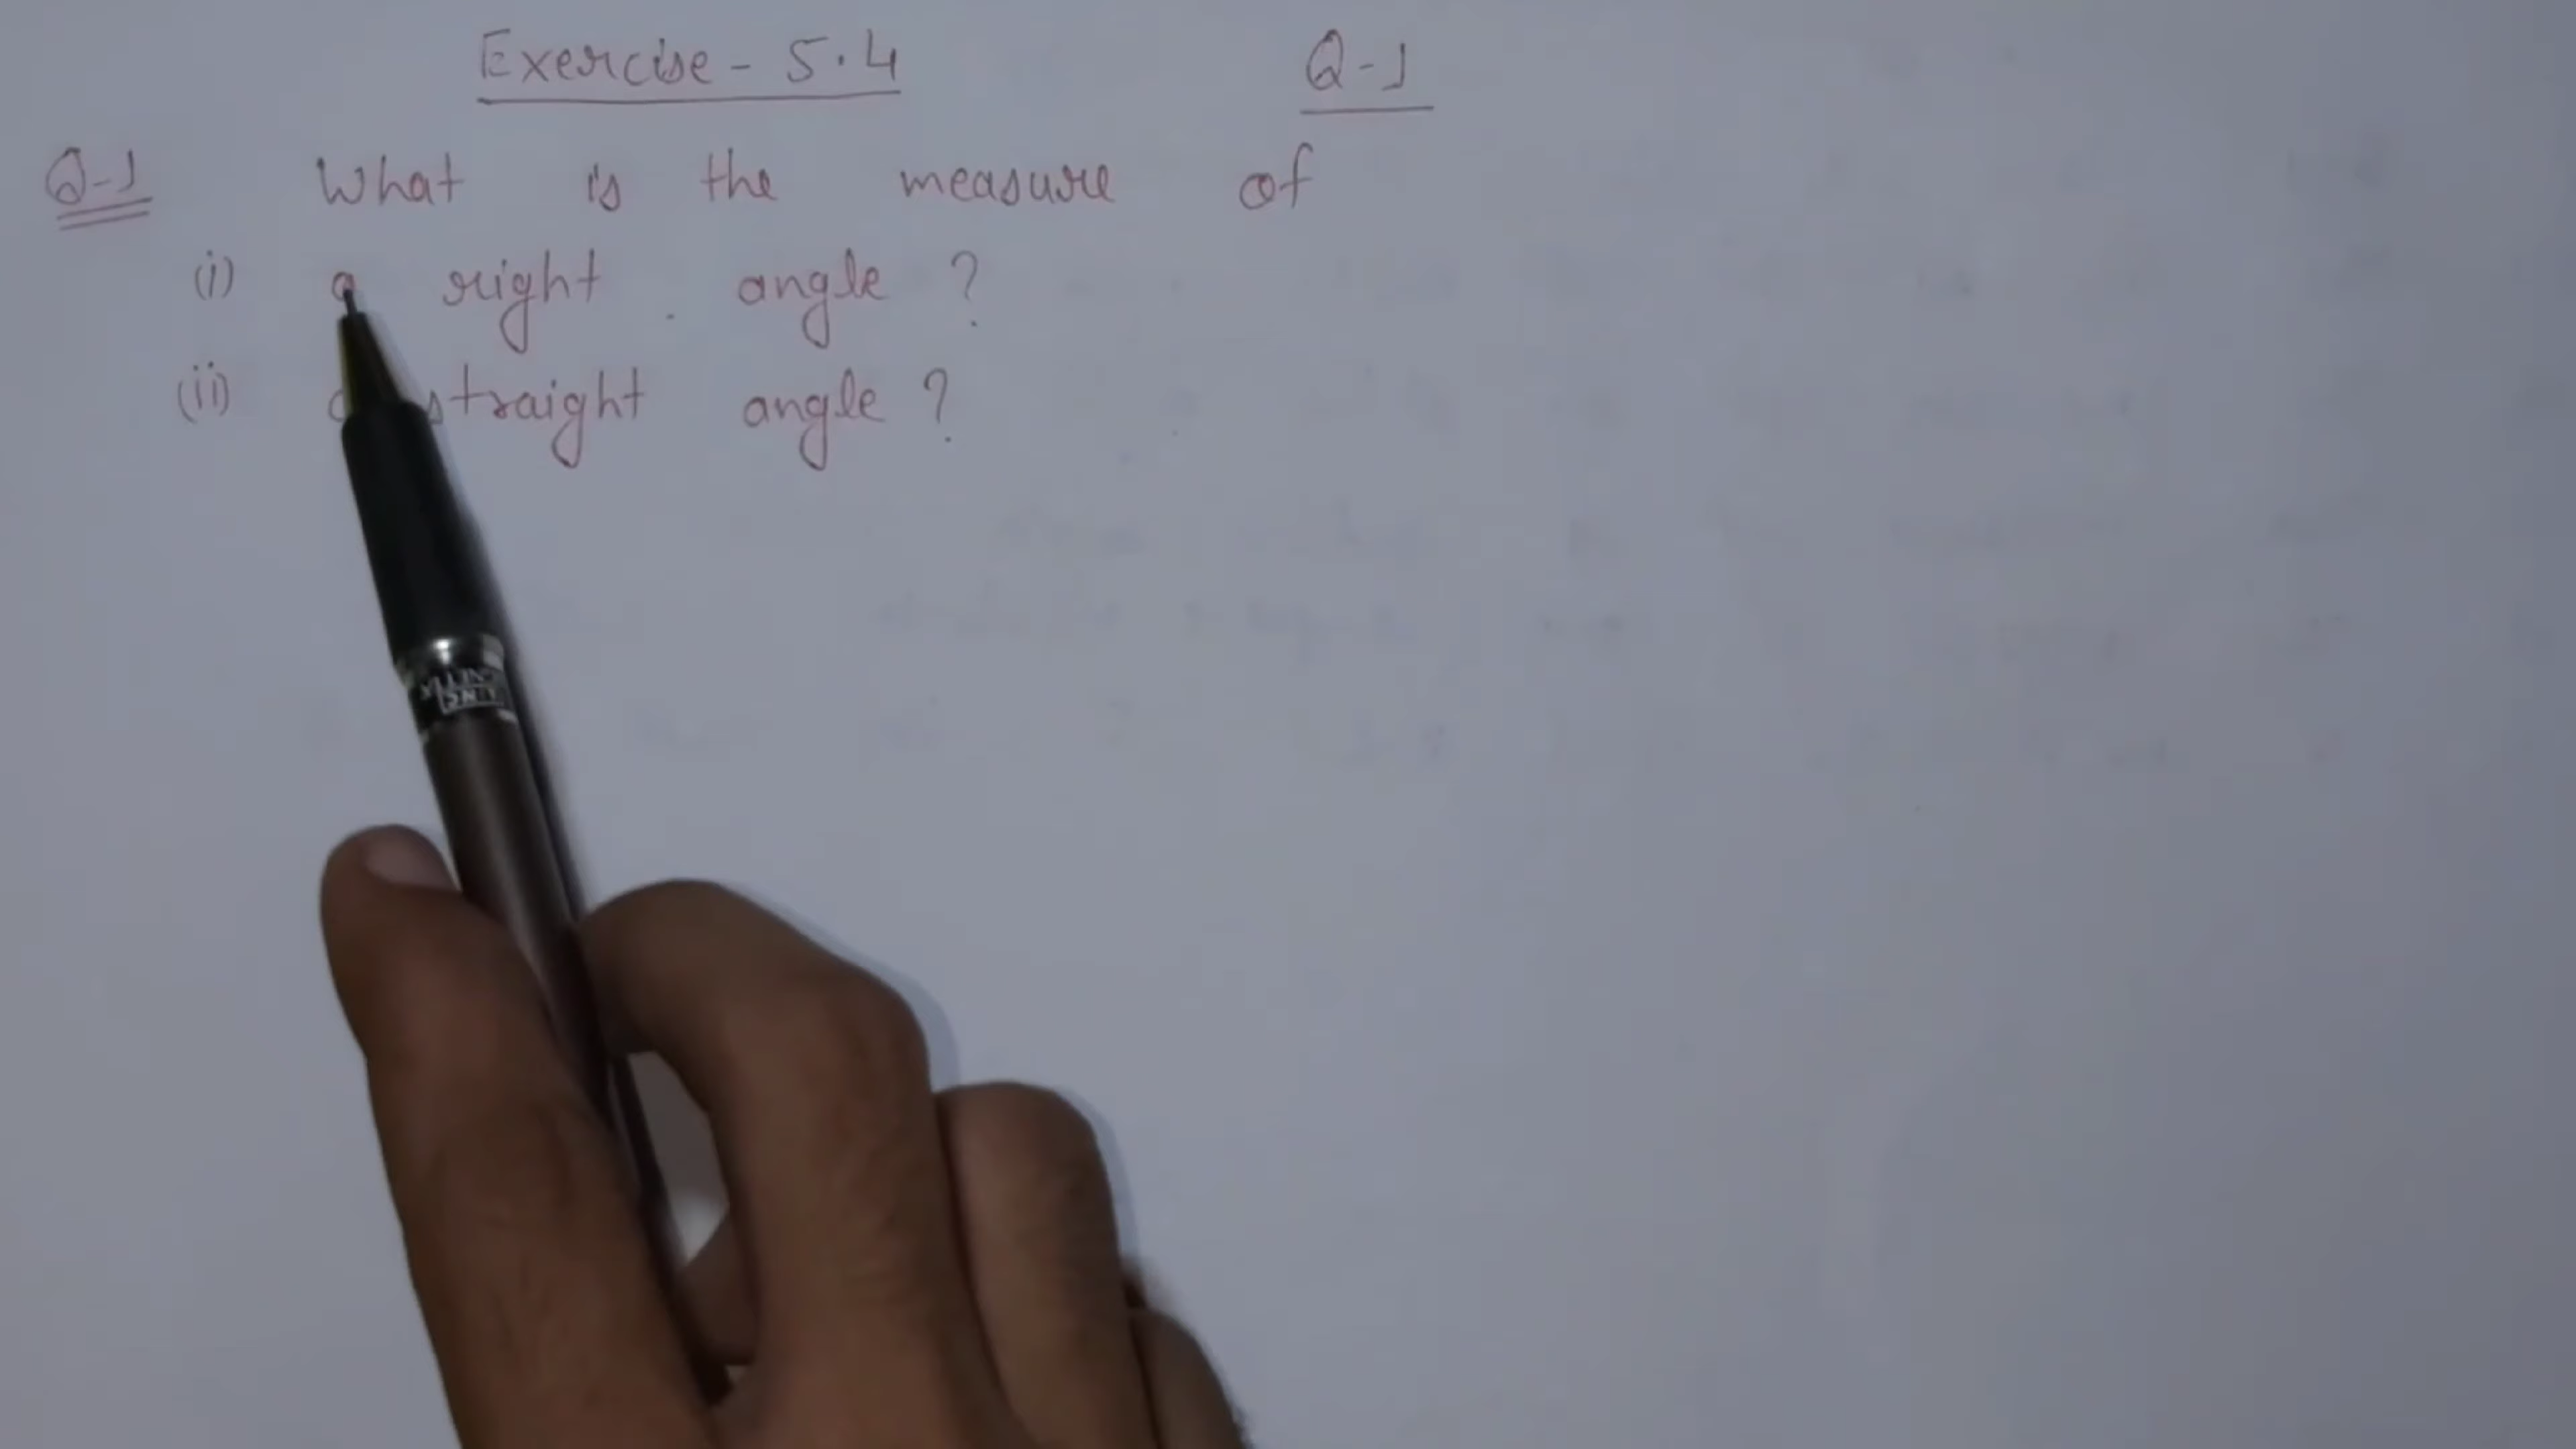 Exercise - 5.4 Q-1
Q-1 What is the measure of
(i) a right angle ?
(ii) a straight angle ?